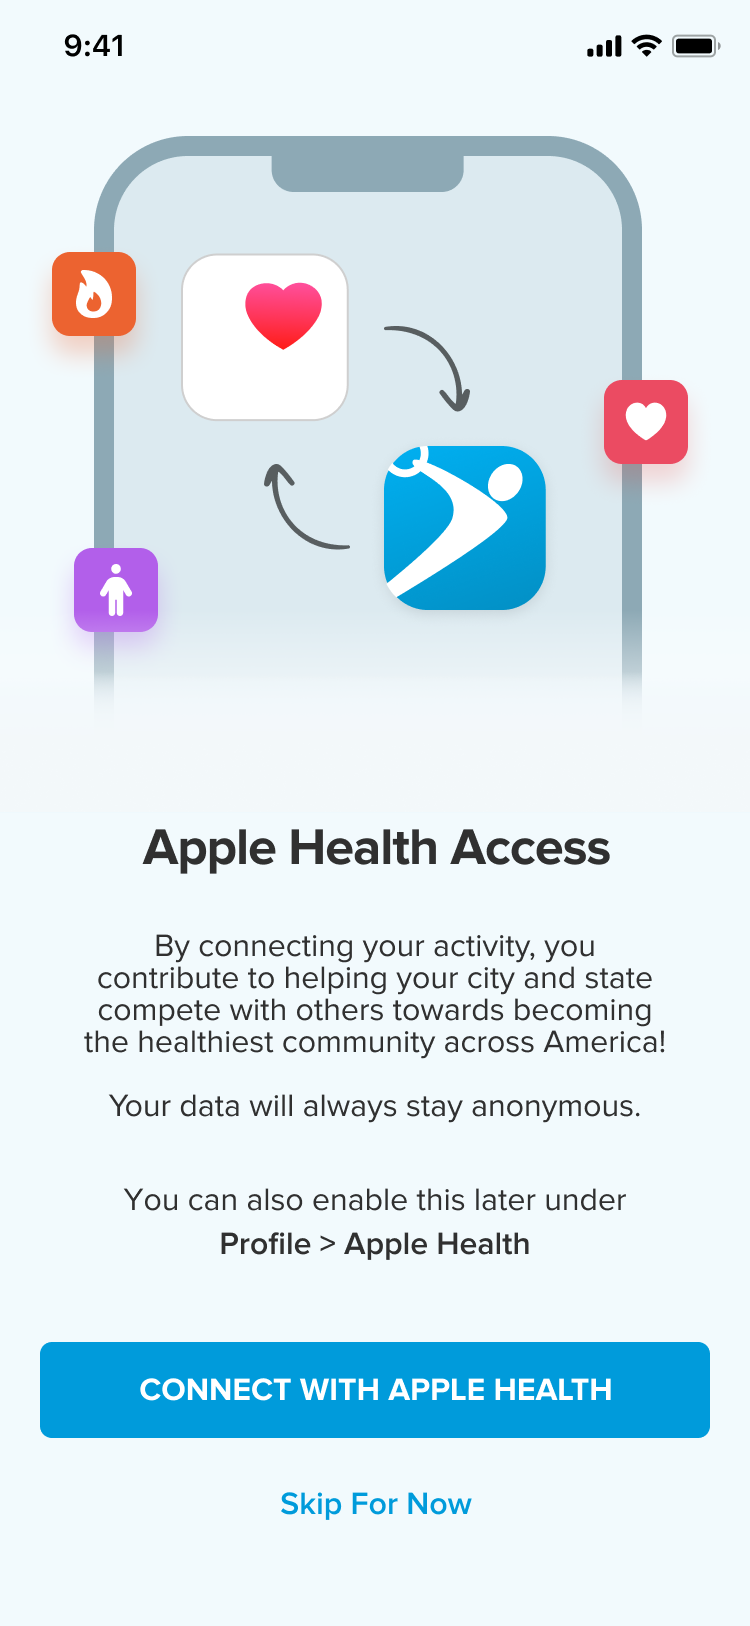 9:41
Apple Health Access
By connecting your activity, you
contribute to helping your city and state
compete with others towards becoming
the healthiest community across America!
Your data will always stay anonymous.
You can also enable this later under
Profile > Apple Health
CONNECT WITH APPLE HEALTH
Skip For Now